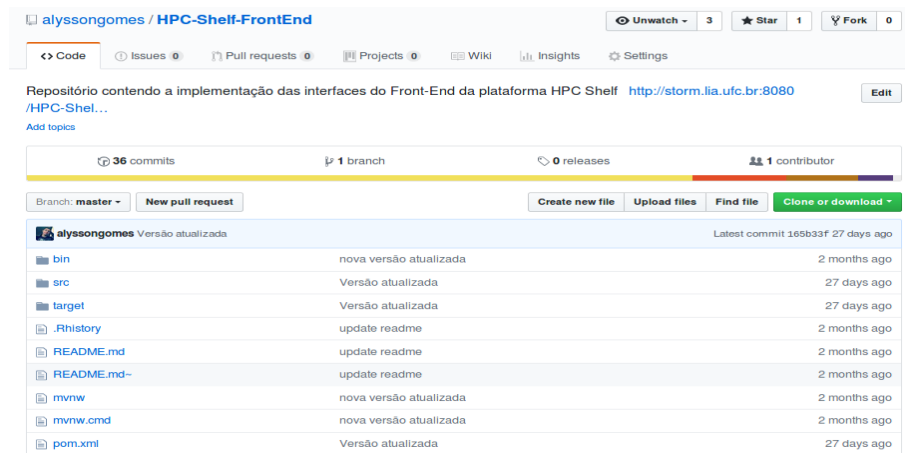 alyssongomes / HPC-Shelf-FrontEnd
Unwatch 3 Star 1 Fork 0
Code Issues 0 Pull requests 0 Projects 0 Wiki Insights Settings
Repositório contendo a implementação das interfaces do Front-End da plataforma HPC Shelf http://storm.lia.ufc.br:8080
/HPC-Shel… Edit
Add topics
36 commits 1 branch 0 releases 1 contributor
Branch: master New pull request Create new file Upload files Find file Clone or download
alyssongomes Versão atualizada Latest commit 165b33f 27 days ago
bin nova versão atualizada 2 months ago
src Versão atualizada 27 days ago
target Versão atualizada 27 days ago
.Rhistory update readme 2 months ago
README.md update readme 2 months ago
README.md~ update readme 2 months ago
mvnw nova versão atualizada 2 months ago
mvnw.cmd nova versão atualizada 2 months ago
pom.xml Versão atualizada 27 days ago